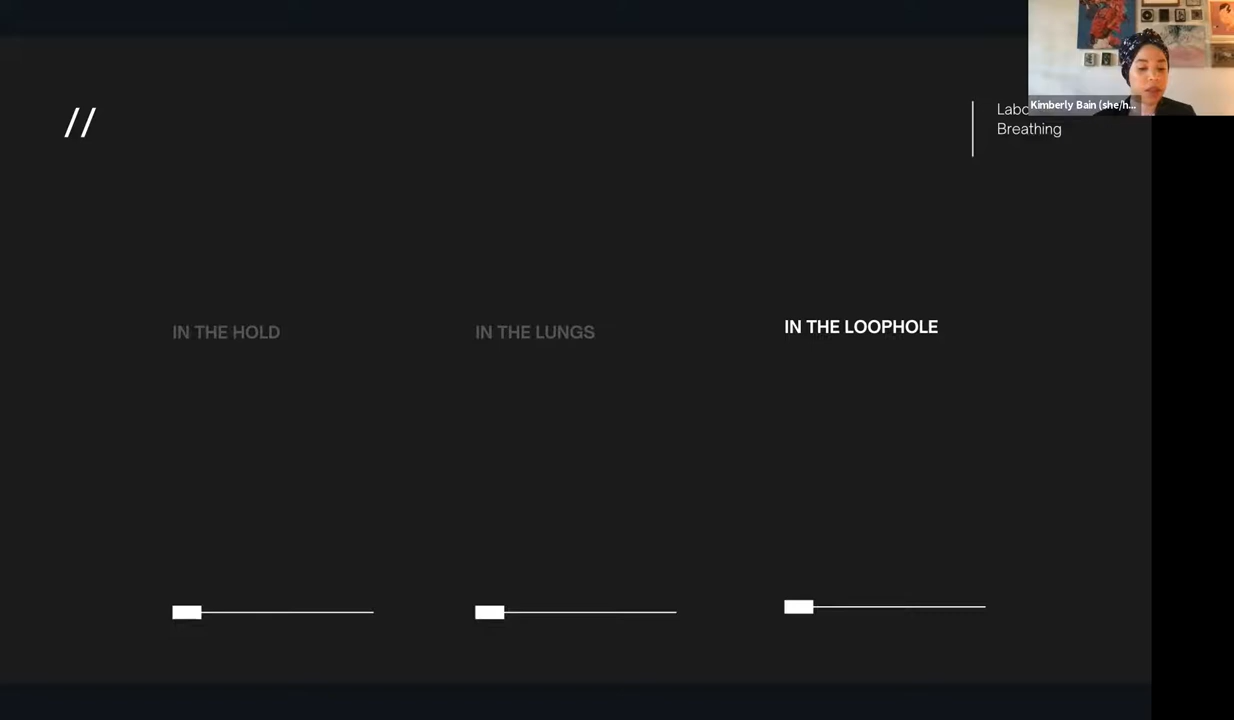 Kimberly Bain (she/h...
//
Breathing
IN THE HOLD
IN THE LUNGS
IN THE LOOPHOLE